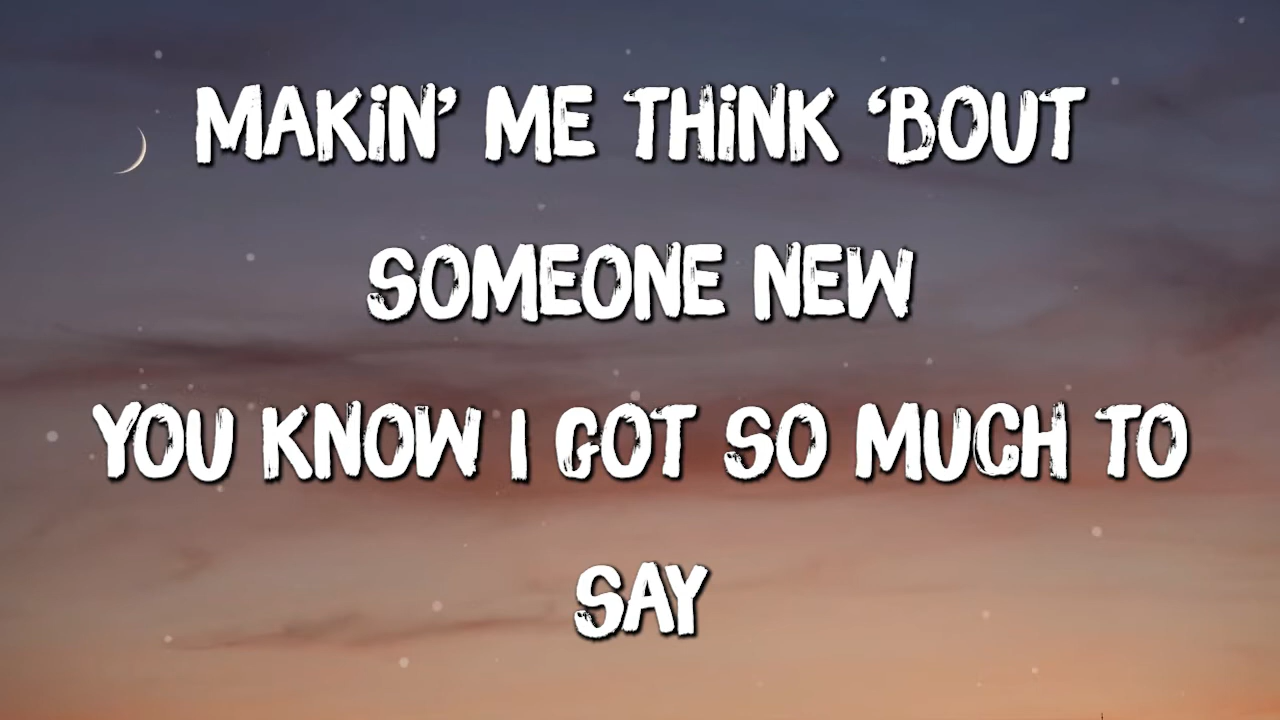 MAKiN’ ME THiNK ‘BOUT
SOMEONE NEW
YOU KNOW I GOT SO MUCH TO
SAY